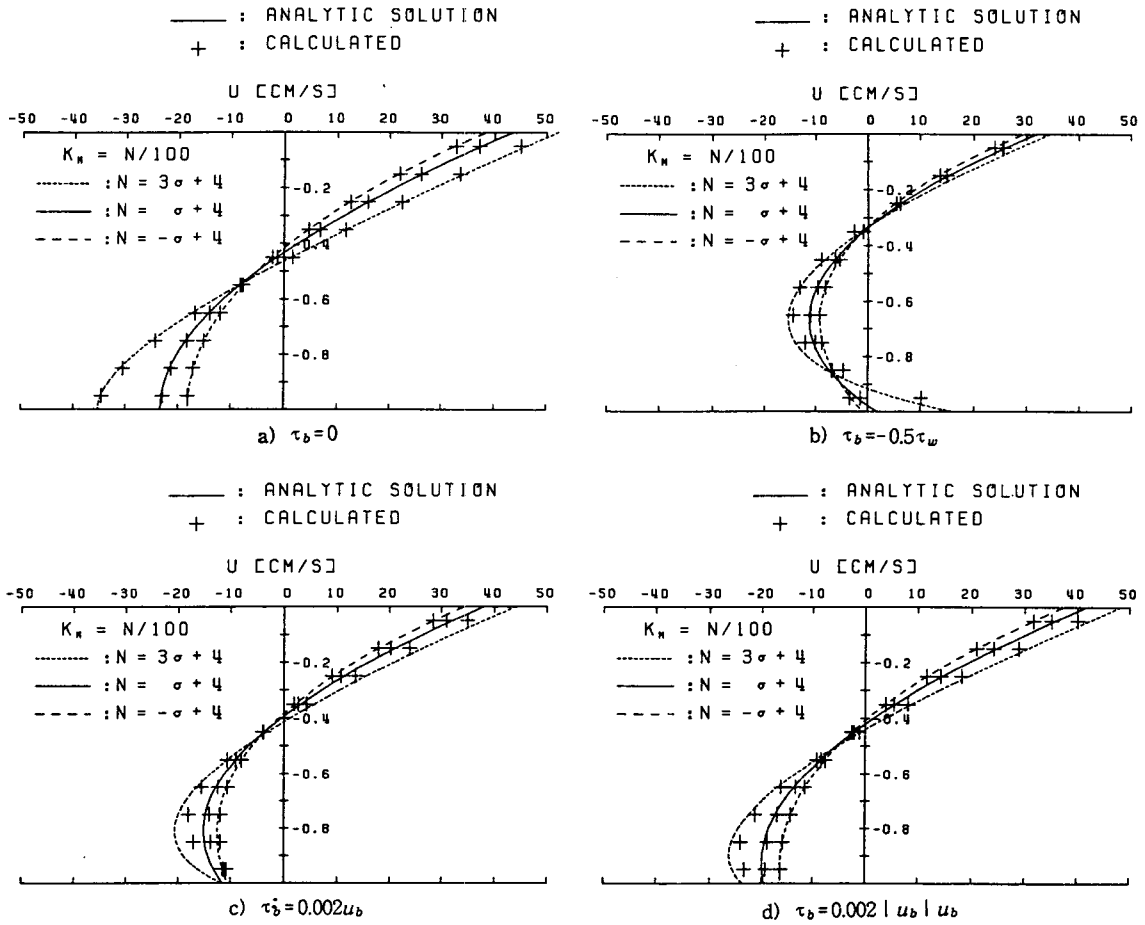 ——— : ANALYTIC SOLUTION
+ : CALCULATED
U [CM/S]
-50 -40 -30 -20 -10 0 10 20 30 40 50
K_M = N/100
:N = 3σ + 4
:N = σ + 4
:N = -σ + 4
-0.2
-0.4
-0.6
-0.8
a) τ_b=0
——— : ANALYTIC SOLUTION
+ : CALCULATED
U [CM/S]
-50 -40 -30 -20 -10 0 10 20 30 40 50
K_M = N/100
:N = 3σ + 4
:N = σ + 4
:N = -σ + 4
-0.2
-0.4
-0.6
-0.8
b) τ_b=-0.5τ_w
——— : ANALYTIC SOLUTION
+ : CALCULATED
U [CM/S]
-50 -40 -30 -20 -10 0 10 20 30 40 50
K_M = N/100
:N = 3σ + 4
:N = σ + 4
:N = -σ + 4
-0.2
-0.4
-0.6
-0.8
c) τ_b=0.002u_b
——— : ANALYTIC SOLUTION
+ : CALCULATED
U [CM/S]
-50 -40 -30 -20 -10 0 10 20 30 40 50
K_M = N/100
:N = 3σ + 4
:N = σ + 4
:N = -σ + 4
-0.2
-0.4
-0.6
-0.8
d) τ_b=0.002|u_b|u_b